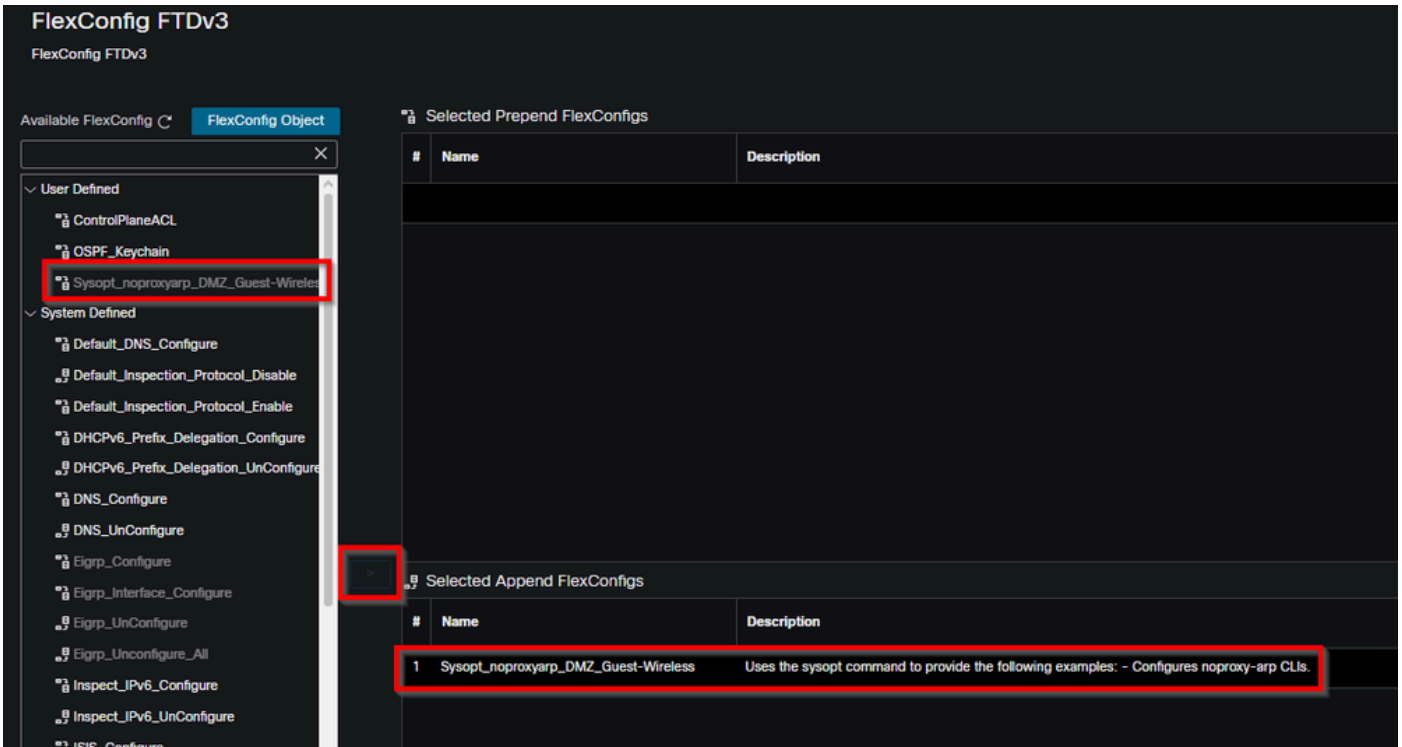 FlexConfig FTDv3
FlexConfig FTDv3
Available FlexConfig
FlexConfig Object
User Defined
ControlPlaneACL
OSPF_Keychain
Sysopt_noproxyarp_DMZ_Guest-Wireles
System Defined
Default_DNS_Configure
Default_Inspection_Protocol_Disable
Default_Inspection_Protocol_Enable
DHCPv6_Prefix_Delegation_Configure
DHCPv6_Prefix_Delegation_UnConfigure
DNS_Configure
DNS_UnConfigure
Eigrp_Configure
Eigrp_Interface_Configure
Eigrp_UnConfigure
Eigrp_Unconfigure_All
Inspect_IPv6_Configure
Inspect_IPv6_UnConfigure
ISIS_Configure
>
Selected Prepend FlexConfigs
# Name Description
Selected Append FlexConfigs
# Name Description
1 Sysopt_noproxyarp_DMZ_Guest-Wireless Uses the sysopt command to provide the following examples: - Configures noproxy-arp CLIs.